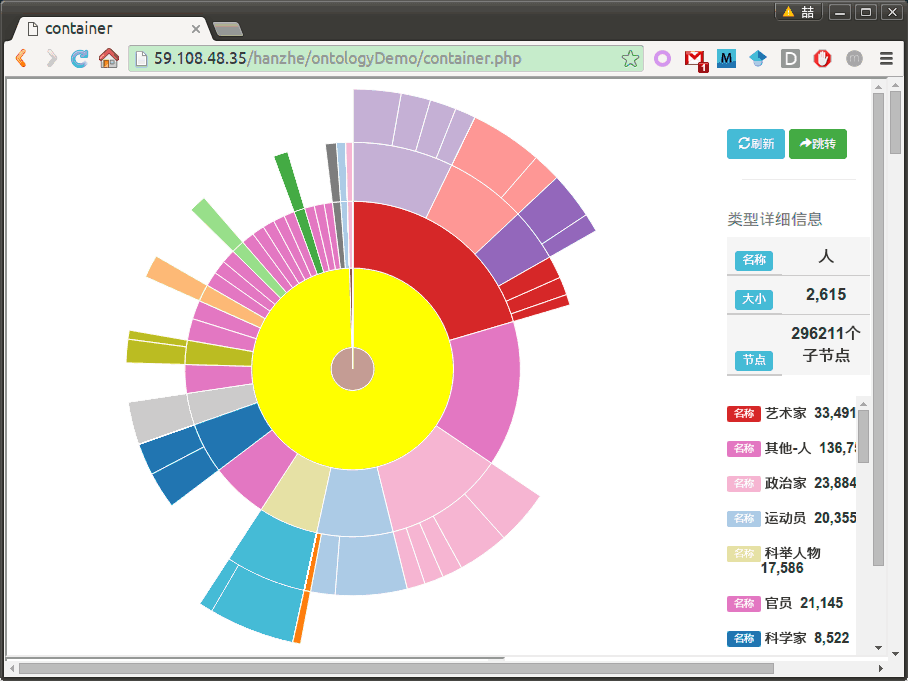 喆
container
59.108.48.35/hanzhe/ontologyDemo/container.php
1
M
D
m
刷新 跳转
类型详细信息
名称 人
大小 2,615
节点 296211个
子节点
名称 艺术家 33,491
名称 其他-人 136,75
名称 政治家 23,884
名称 运动员 20,355
名称 科举人物
17,586
名称 官员 21,145
名称 科学家 8,522